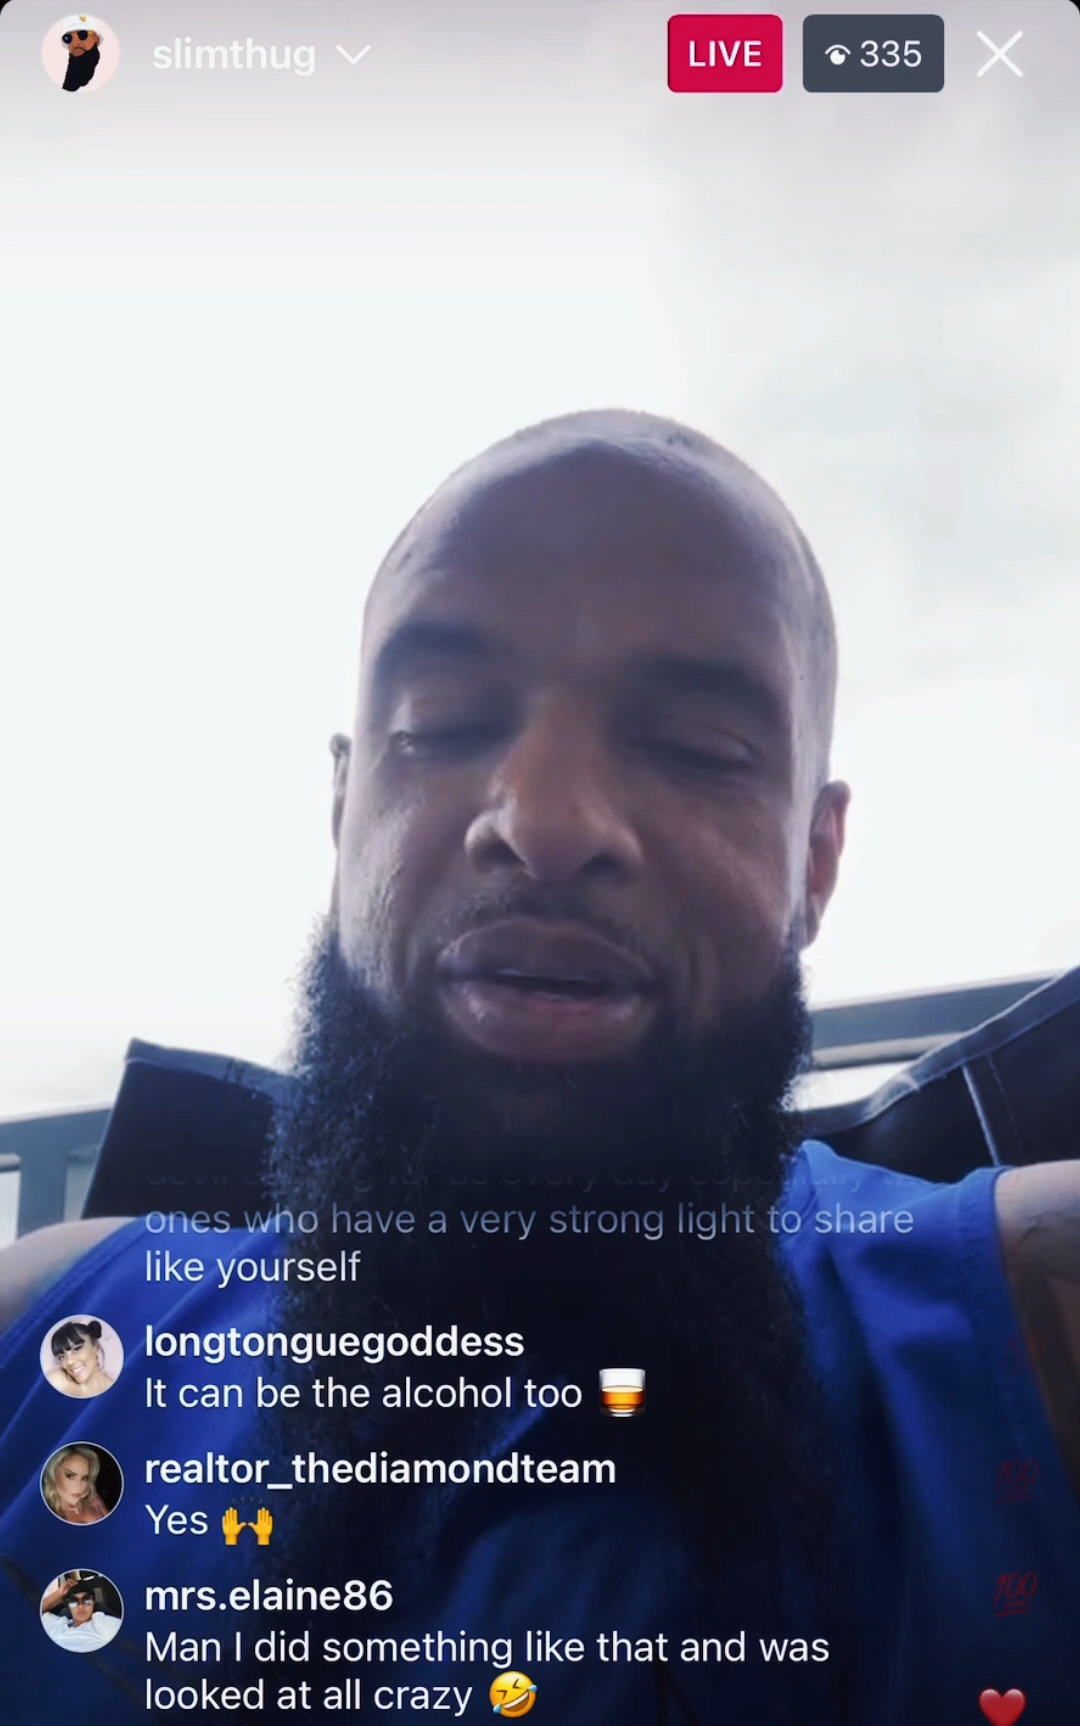 slimthug
LIVE
335
ones who have a very strong light to share
like yourself
longtonguegoddess
It can be the alcohol too 🥃
realtor_thediamondteam
Yes 🙌
mrs.elaine86
Man I did something like that and was
looked at all crazy 🤣
💯
💯